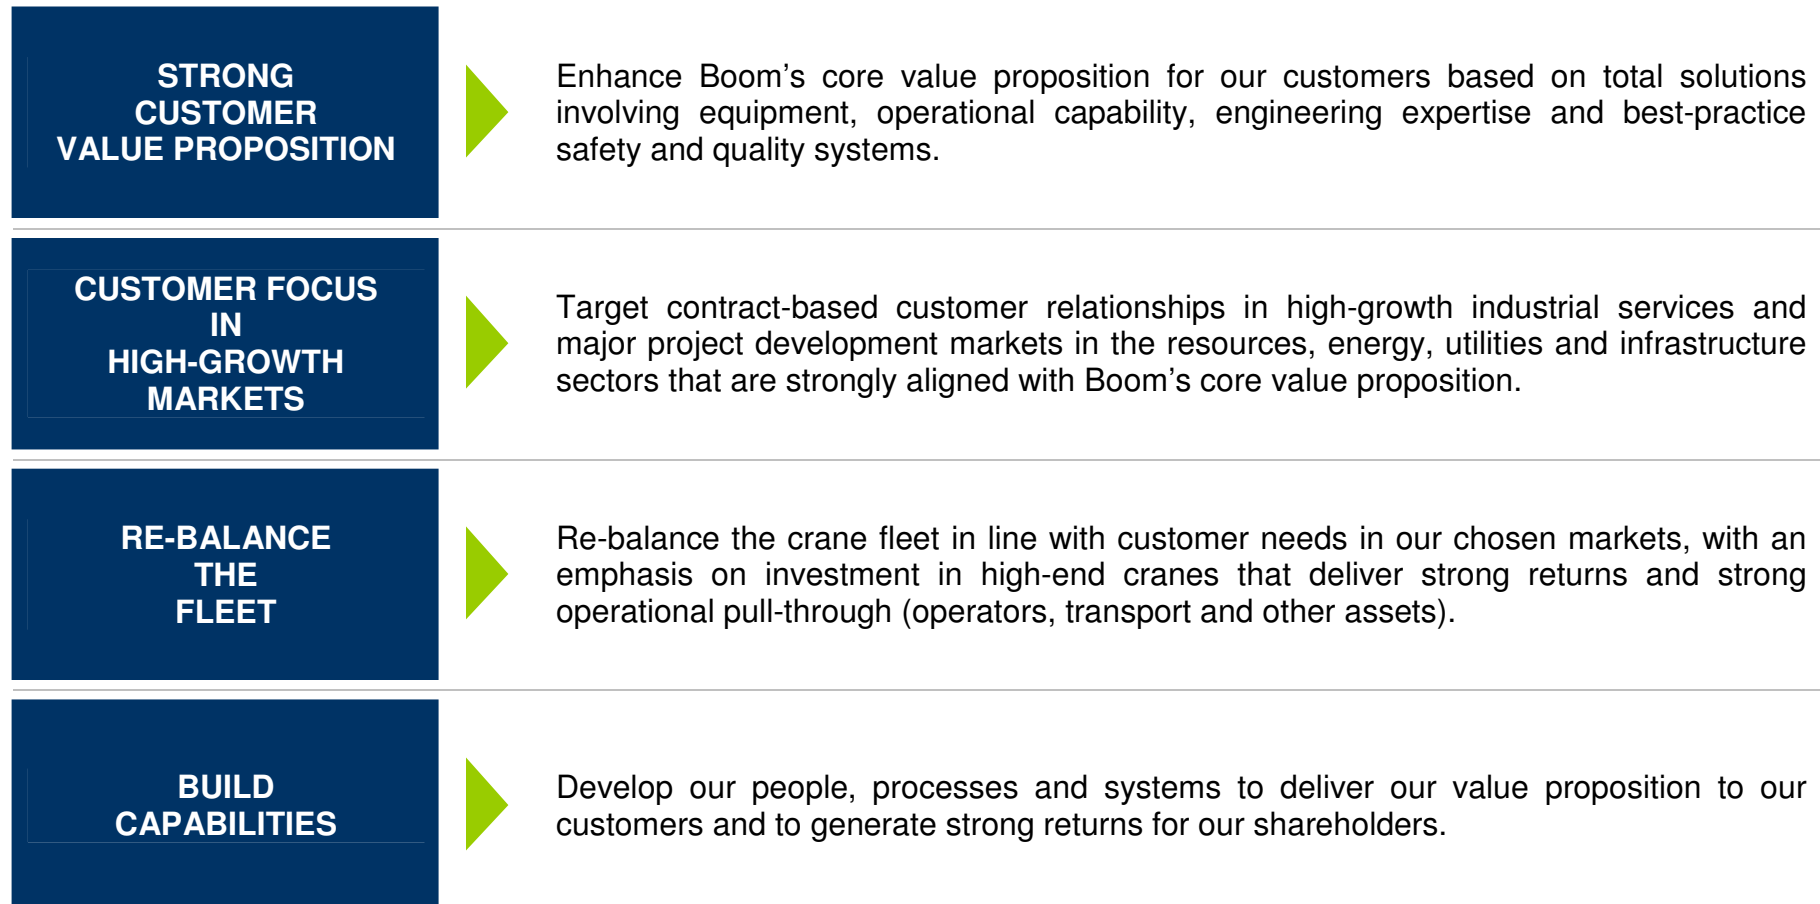 STRONG
CUSTOMER
VALUE PROPOSITION
Enhance Boom's core value proposition for our customers based on total solutions
involving equipment, operational capability, engineering expertise and best-practice
safety and quality systems.
CUSTOMER FOCUS
IN
HIGH-GROWTH
MARKETS
Target contract-based customer relationships in high-growth industrial services and
major project development markets in the resources, energy, utilities and infrastructure
sectors that are strongly aligned with Boom's core value proposition.
RE-BALANCE
THE
FLEET
Re-balance the crane fleet in line with customer needs in our chosen markets, with an
emphasis on investment in high-end cranes that deliver strong returns and strong
operational pull-through (operators, transport and other assets).
BUILD
CAPABILITIES
Develop our people, processes and systems to deliver our value proposition to our
customers and to generate strong returns for our shareholders.